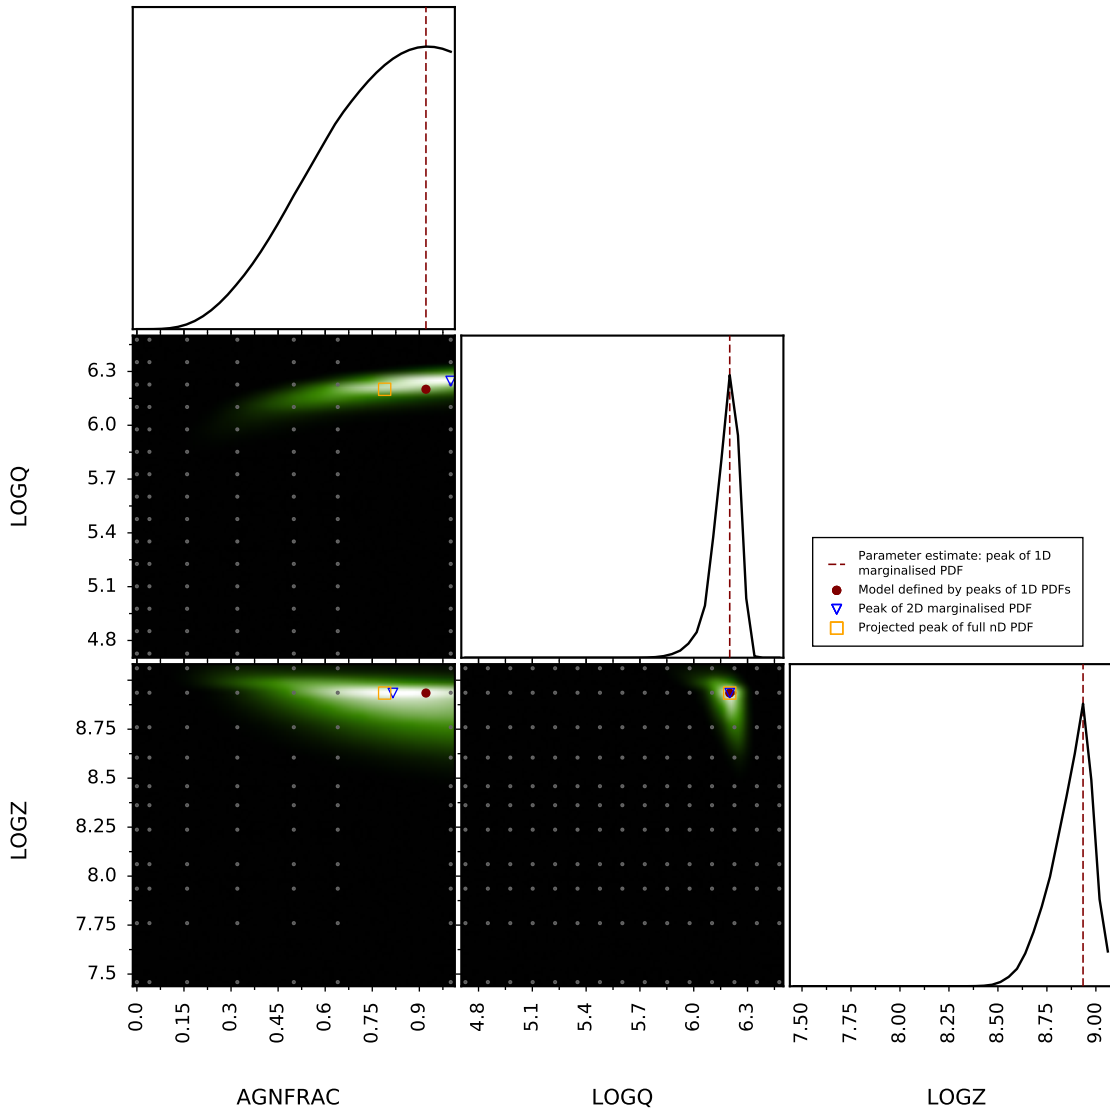 6.3
6.0
5.7
5.4
5.1
4.8
LOGQ
Parameter estimate: peak of 1D
marginalised PDF
Model defined by peaks of 1D PDFs
Peak of 2D marginalised PDF
Projected peak of full nD PDF
8.75
8.5
8.25
8.0
7.75
7.5
LOGZ
0.0 0.15 0.3 0.45 0.6 0.75 0.9
4.8 5.1 5.4 5.7 6.0 6.3
7.50 7.75 8.00 8.25 8.50 8.75 9.00
AGNFRAC LOGQ LOGZ